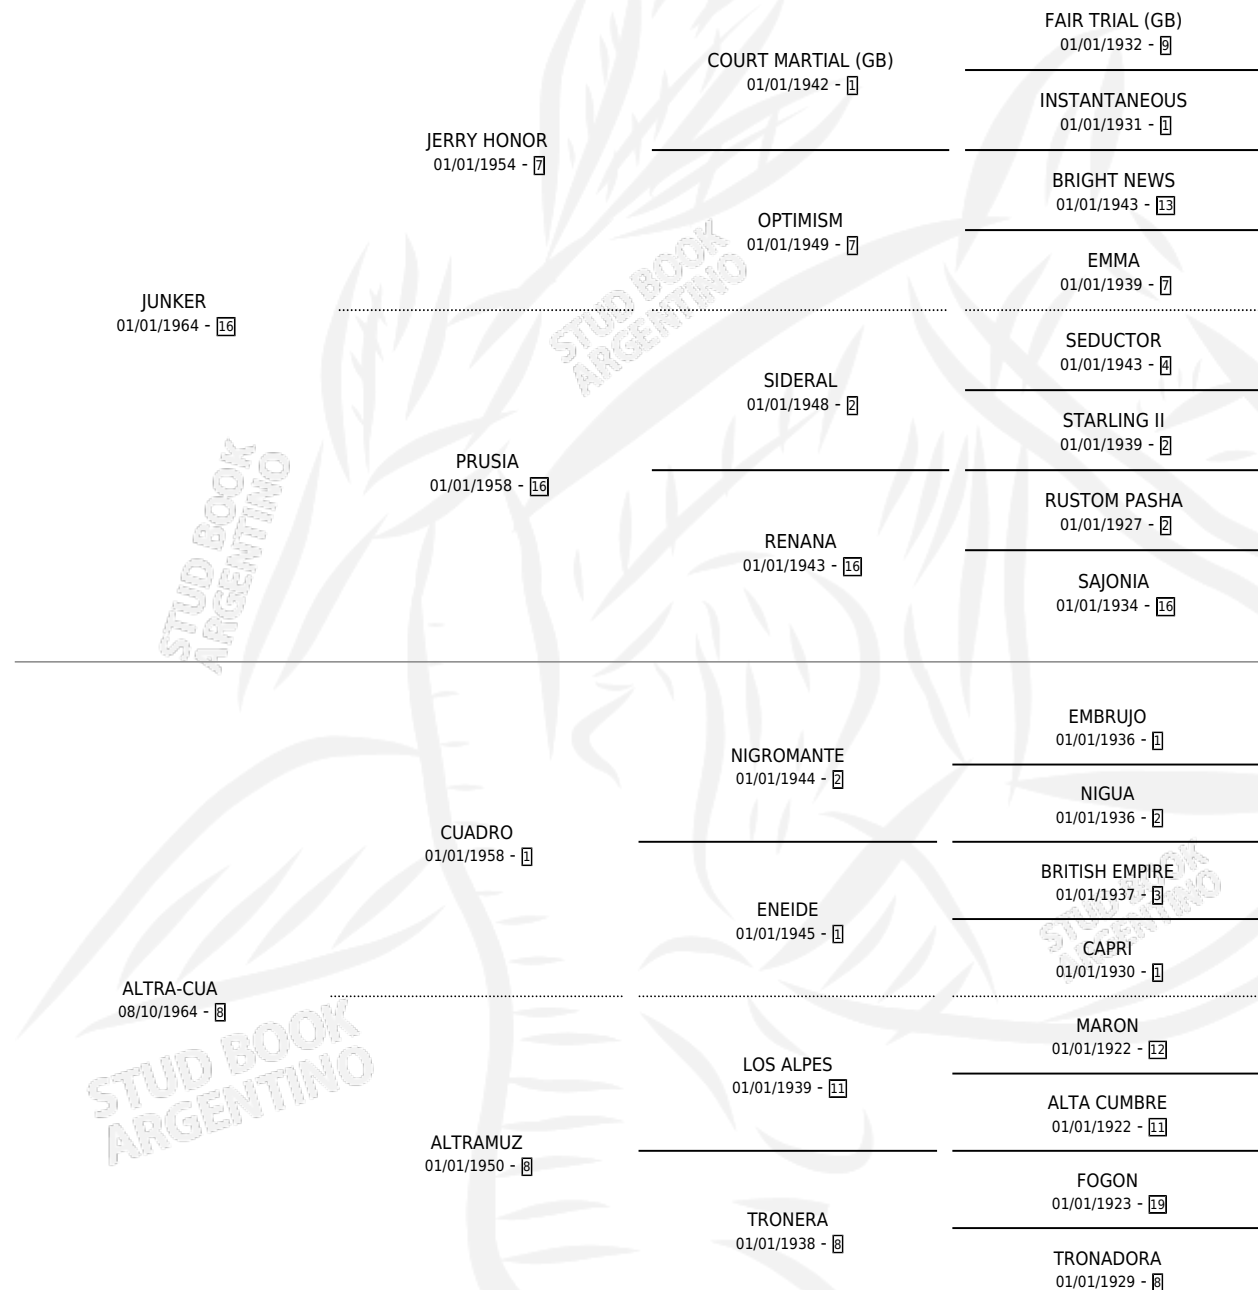 FAIR TRIAL (GB)
01/01/1932 - 9
COURT MARTIAL (GB)
01/01/1942 - 1
INSTANTANEOUS
01/01/1931 - 1
JERRY HONOR
01/01/1954 - 7
BRIGHT NEWS
01/01/1943 - 13
OPTIMISM
01/01/1949 - 7
EMMA
01/01/1939 - 7
JUNKER
01/01/1964 - 16
SEDUCTOR
01/01/1943 - 4
SIDERAL
01/01/1948 - 2
STARLING II
01/01/1939 - 2
PRUSIA
01/01/1958 - 16
RUSTOM PASHA
01/01/1927 - 2
RENANA
01/01/1943 - 16
SAJONIA
01/01/1934 - 16
EMBRUJO
01/01/1936 - 1
NIGROMANTE
01/01/1944 - 2
NIGUA
01/01/1936 - 2
CUADRO
01/01/1958 - 1
BRITISH EMPIRE
01/01/1937 - 3
ENEIDE
01/01/1945 - 1
CAPRI
01/01/1930 - 1
ALTRA-CUA
08/10/1964 - 8
MARON
01/01/1922 - 12
LOS ALPES
01/01/1939 - 11
ALTA CUMBRE
01/01/1922 - 11
ALTRAMUZ
01/01/1950 - 8
FOGON
01/01/1923 - 19
TRONERA
01/01/1938 - 8
TRONADORA
01/01/1929 - 8
STUD BOOK
ARGENTINO
STUD BOOK
ARGENTINO
STUD BOOK
ARGENTINO
STUD BOOK
ARGENTINO